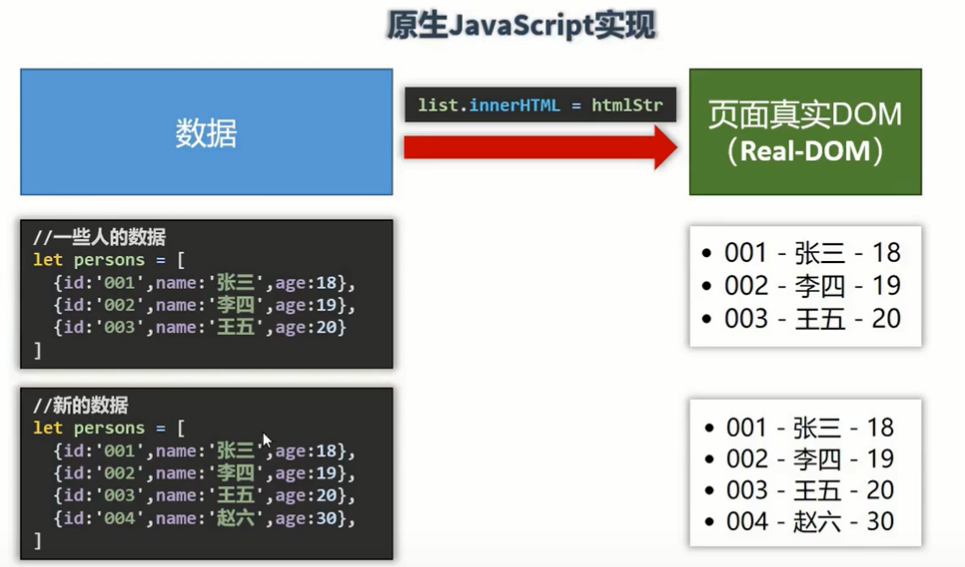 原生JavaScript实现
数据
list.innerHTML = htmlStr
页面真实DOM
（Real-DOM）
//一些人的数据
let persons = [
{id:'001',name:'张三',age:18},
{id:'002',name:'李四',age:19},
{id:'003',name:'王五',age:20}
]
• 001 - 张三 - 18
• 002 - 李四 - 19
• 003 - 王五 - 20
//新的数据
let persons = [
{id:'001',name:'张三',age:18},
{id:'002',name:'李四',age:19},
{id:'003',name:'王五',age:20},
{id:'004',name:'赵六',age:30},
]
• 001 - 张三 - 18
• 002 - 李四 - 19
• 003 - 王五 - 20
• 004 - 赵六 - 30